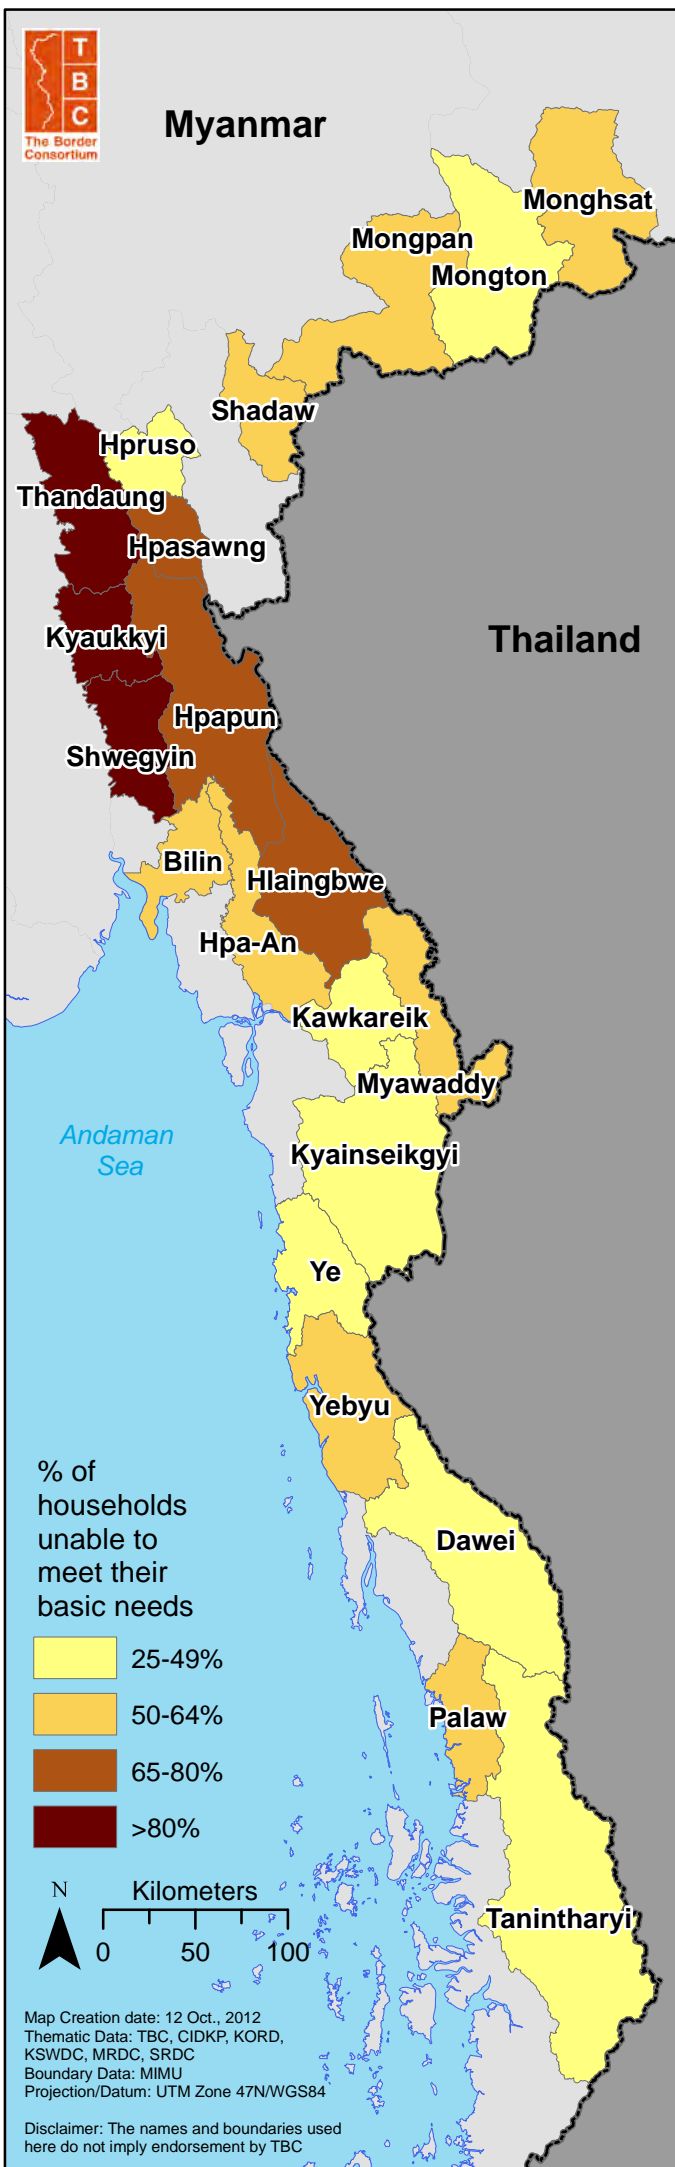 T
B
C
The Border
Consortium
Myanmar
Monghsat
Mongpan
Mongton
Shadaw
Hpruso
Thandaung
Hpasawng
Kyaukkyi
Thailand
Hpapun
Shwegyin
Bilin
Hlaingbwe
Hpa-An
Kawkareik
Myawaddy
Andaman
Sea
Kyainseikgyi
Ye
Yebyu
Dawei
Palaw
Tanintharyi
% of
households
unable to
meet their
basic needs
25-49%
50-64%
65-80%
>80%
N
Kilometers
0 50 100
Map Creation date: 12 Oct., 2012
Thematic Data: TBC, CIDKP, KORD,
KSWDC, MRDC, SRDC
Boundary Data: MIMU
Projection/Datum: UTM Zone 47N/WGS84
Disclaimer: The names and boundaries used
here do not imply endorsement by TBC